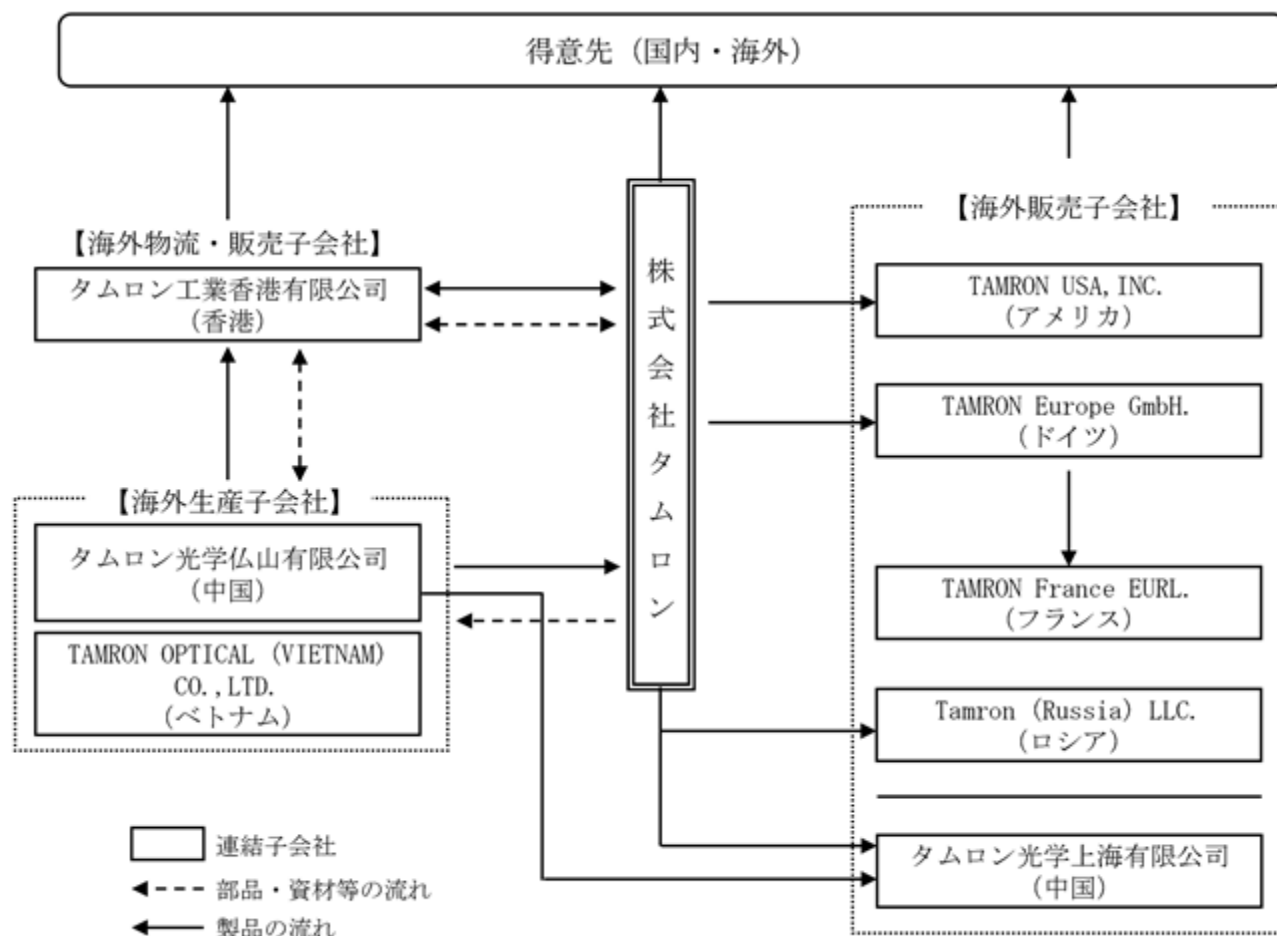 得意先（国内・海外）
【海外物流・販売子会社】
タムロン工業香港有限公司
（香港）
【海外生産子会社】
タムロン光学仏山有限公司
（中国）
TAMRON OPTICAL (VIETNAM)
CO.,LTD.
（ベトナム）
株式会社タムロン
【海外販売子会社】
TAMRON USA,INC.
（アメリカ）
TAMRON Europe GmbH.
（ドイツ）
TAMRON France EURL.
（フランス）
Tamron (Russia) LLC.
（ロシア）
タムロン光学上海有限公司
（中国）
連結子会社
部品・資材等の流れ
製品の流れ